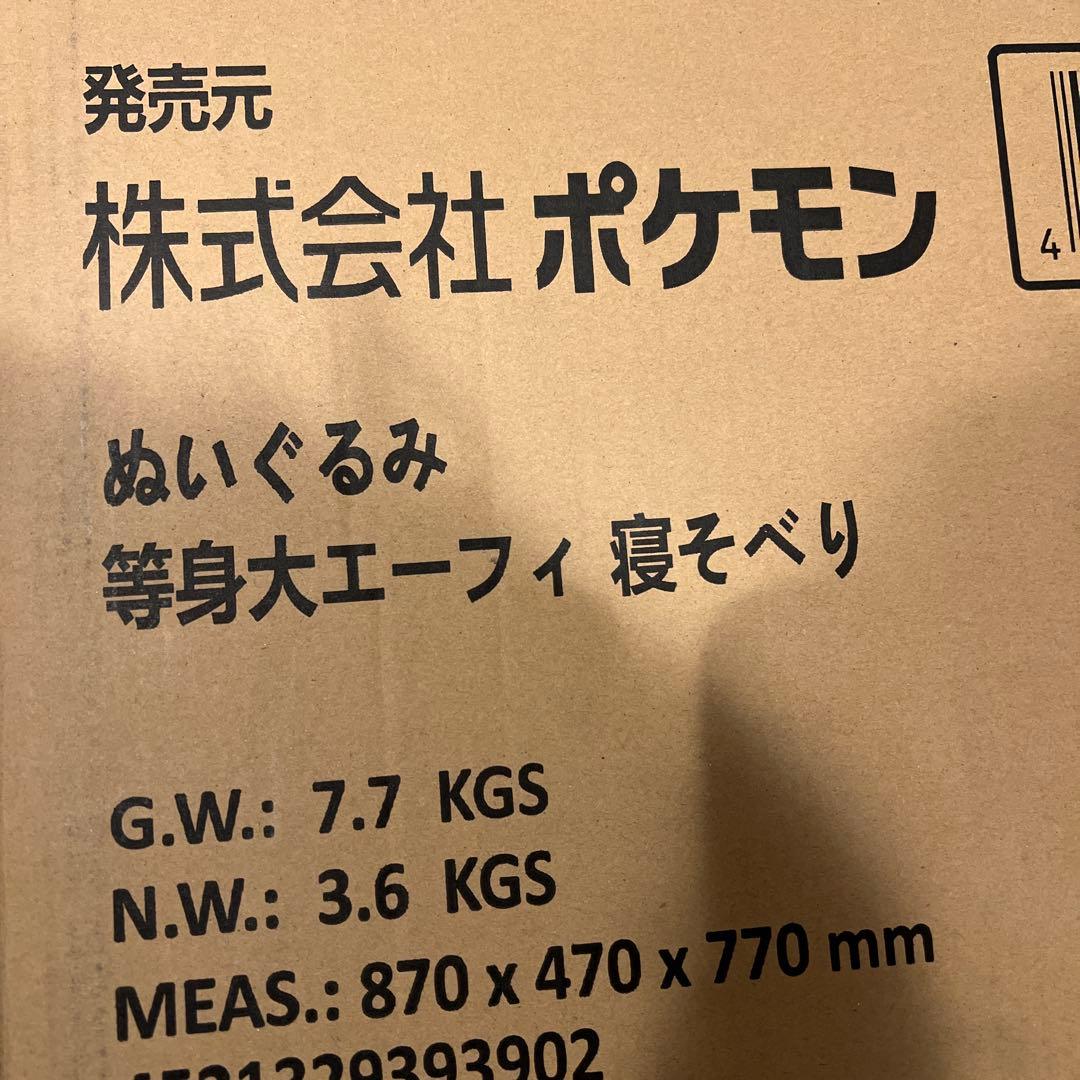 発売元
株式会社 ポケモン
4
ぬいぐるみ
等身大エーフィ 寝そべり
G.W.: 7.7 KGS
N.W.: 3.6 KGS
MEAS.: 870 x 470 x 770 mm
4521329393902